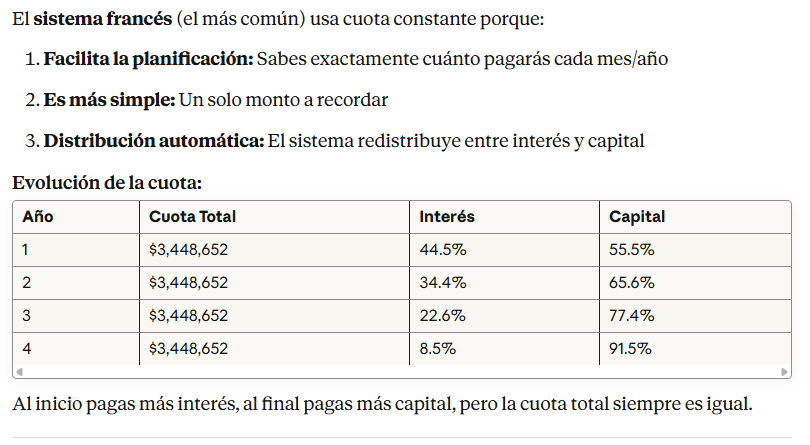 El sistema francés (el más común) usa cuota constante porque:
1. Facilita la planificación: Sabes exactamente cuánto pagarás cada mes/año
2. Es más simple: Un solo monto a recordar
3. Distribución automática: El sistema redistribuye entre interés y capital
Evolución de la cuota:
Año Cuota Total Interés Capital
1 $3,448,652 44.5% 55.5%
2 $3,448,652 34.4% 65.6%
3 $3,448,652 22.6% 77.4%
4 $3,448,652 8.5% 91.5%
Al inicio pagas más interés, al final pagas más capital, pero la cuota total siempre es igual.